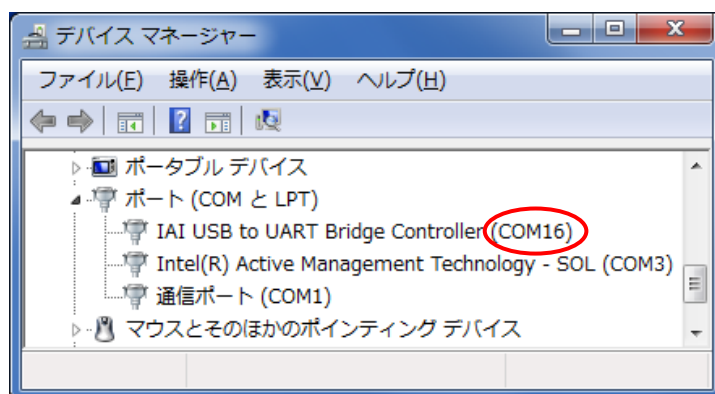 デバイス マネージャー
ファイル(F) 操作(A) 表示(V) ヘルプ(H)
ポータブル デバイス
ポート (COM と LPT)
IAI USB to UART Bridge Controller (COM16)
Intel(R) Active Management Technology - SOL (COM3)
通信ポート (COM1)
マウスとそのほかのポインティング デバイス